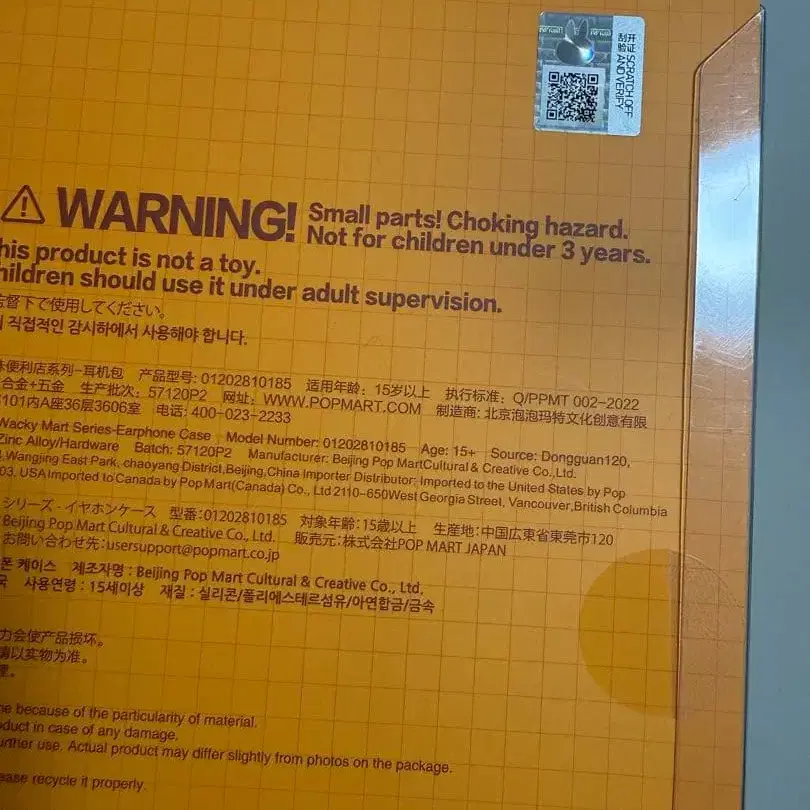 刮开验证 SCRATCH OFF AND VERIFY
WARNING! Small parts! Choking hazard.
Not for children under 3 years.
his product is not a toy.
hildren should use it under adult supervision.
督下で使用してください。
직접적인 감시하에서 사용해야 합니다.
便利店系列-耳机包 产品型号: 01202810185 适用年龄: 15岁以上 执行标准: Q/PPMT 002-2022
合金+五金 生产批次: 57120P2 网址: WWW.POPMART.COM 制造商: 北京泡泡玛特文化创意有限
101内A座36层3606室 电话: 400-023-2233
Wacky Mart Series-Earphone Case Model Number: 01202810185 Age: 15+ Source: Dongguan120,
Zinc Alloy/Hardware Batch: 57120P2 Manufacturer: Beijing Pop MartCultural & Creative Co.,Ltd.
,Wangjing East Park, chaoyang District,Beijing,China Importer Distributor: Imported to the United States by Pop
03, USA Imported to Canada by Pop Mart(Canada) Co., Ltd 2110-650West Georgia Street, Vancouver,British Columbia
シリーズ・イヤホンケース 型番:01202810185 対象年齢:15歳以上 生産地:中国広東省東莞市120
Beijing Pop Mart Cultural & Creative Co., Ltd. 販売元:株式会社POP MART JAPAN
お問い合わせ先:usersupport@popmart.co.jp
폰 케이스 제조자명 : Beijing Pop Mart Cultural & Creative Co., Ltd.
국 사용연령 : 15세이상 재질 : 실리콘/폴리에스테르섬유/아연합금/금속
力会使产品损坏。
请以实物为准。
理。
ne because of the particularity of material.
oduct in case of any damage.
urther use. Actual product may differ slightly from photos on the package.
ease recycle it properly.